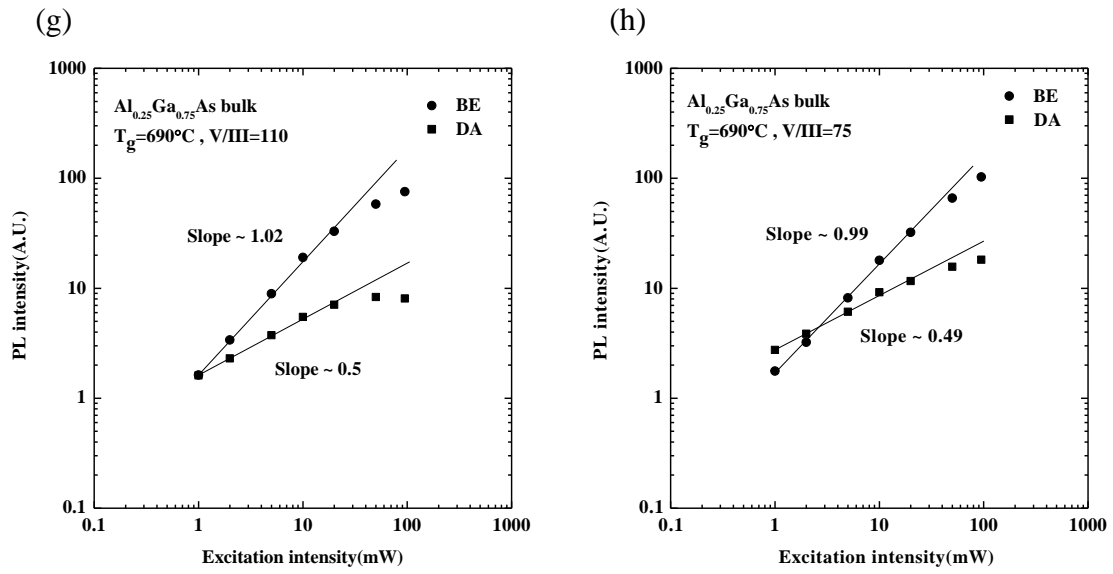 (g)
1000
100
10
1
0.1
PL intensity(A.U.)
Al0.25Ga0.75As bulk
Tg=690°C , V/III=110
BE
DA
Slope ~ 1.02
Slope ~ 0.5
0.1 1 10 100 1000
Excitation intensity(mW)
(h)
1000
100
10
1
0.1
PL intensity(A.U.)
Al0.25Ga0.75As bulk
Tg=690°C , V/III=75
BE
DA
Slope ~ 0.99
Slope ~ 0.49
0.1 1 10 100 1000
Excitation intensity(mW)